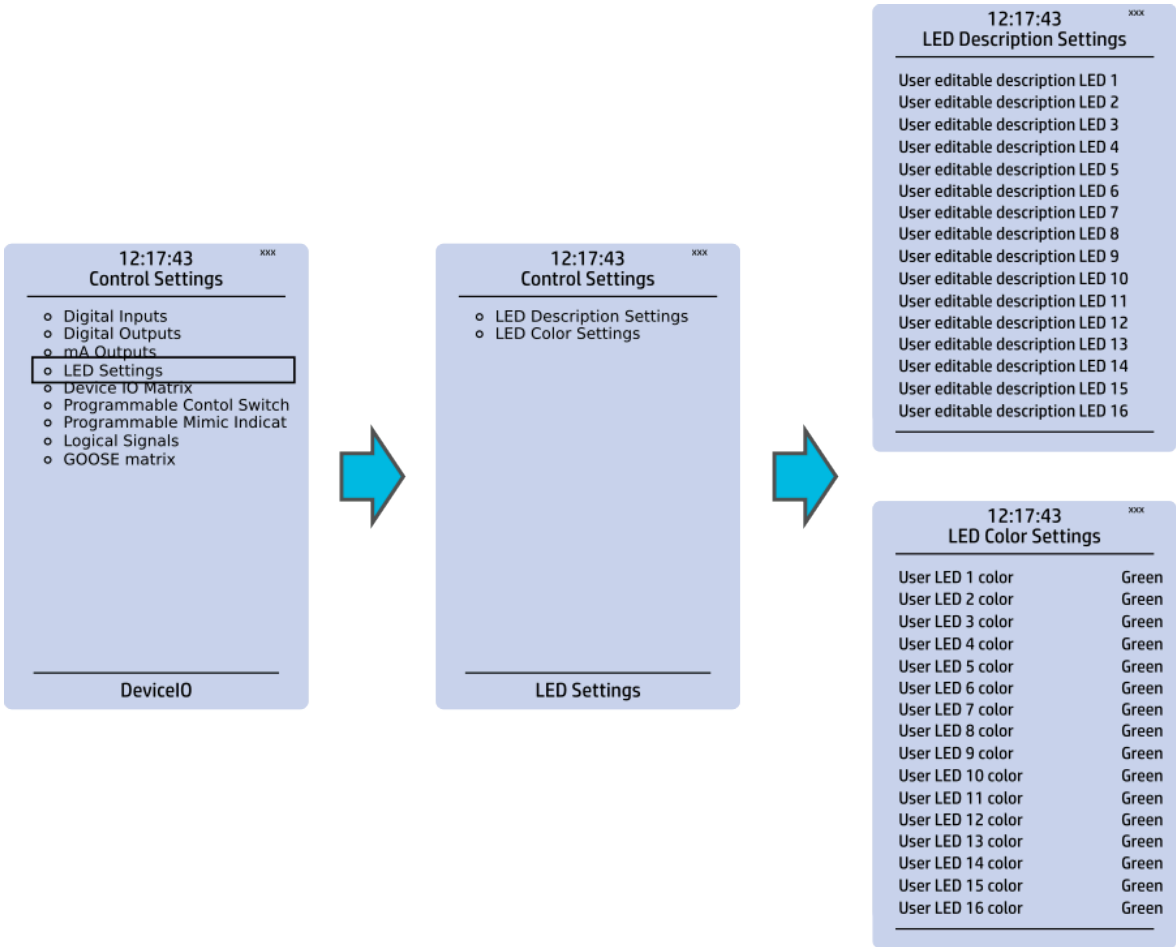 12:17:43 xxx
Control Settings
Digital Inputs
Digital Outputs
mA Outputs
LED Settings
Device IO Matrix
Programmable Contol Switch
Programmable Mimic Indicat
Logical Signals
GOOSE matrix
DeviceIO
12:17:43 xxx
Control Settings
LED Description Settings
LED Color Settings
LED Settings
12:17:43 xxx
LED Description Settings
User editable description LED 1
User editable description LED 2
User editable description LED 3
User editable description LED 4
User editable description LED 5
User editable description LED 6
User editable description LED 7
User editable description LED 8
User editable description LED 9
User editable description LED 10
User editable description LED 11
User editable description LED 12
User editable description LED 13
User editable description LED 14
User editable description LED 15
User editable description LED 16
12:17:43 xxx
LED Color Settings
User LED 1 color Green
User LED 2 color Green
User LED 3 color Green
User LED 4 color Green
User LED 5 color Green
User LED 6 color Green
User LED 7 color Green
User LED 8 color Green
User LED 9 color Green
User LED 10 color Green
User LED 11 color Green
User LED 12 color Green
User LED 13 color Green
User LED 14 color Green
User LED 15 color Green
User LED 16 color Green